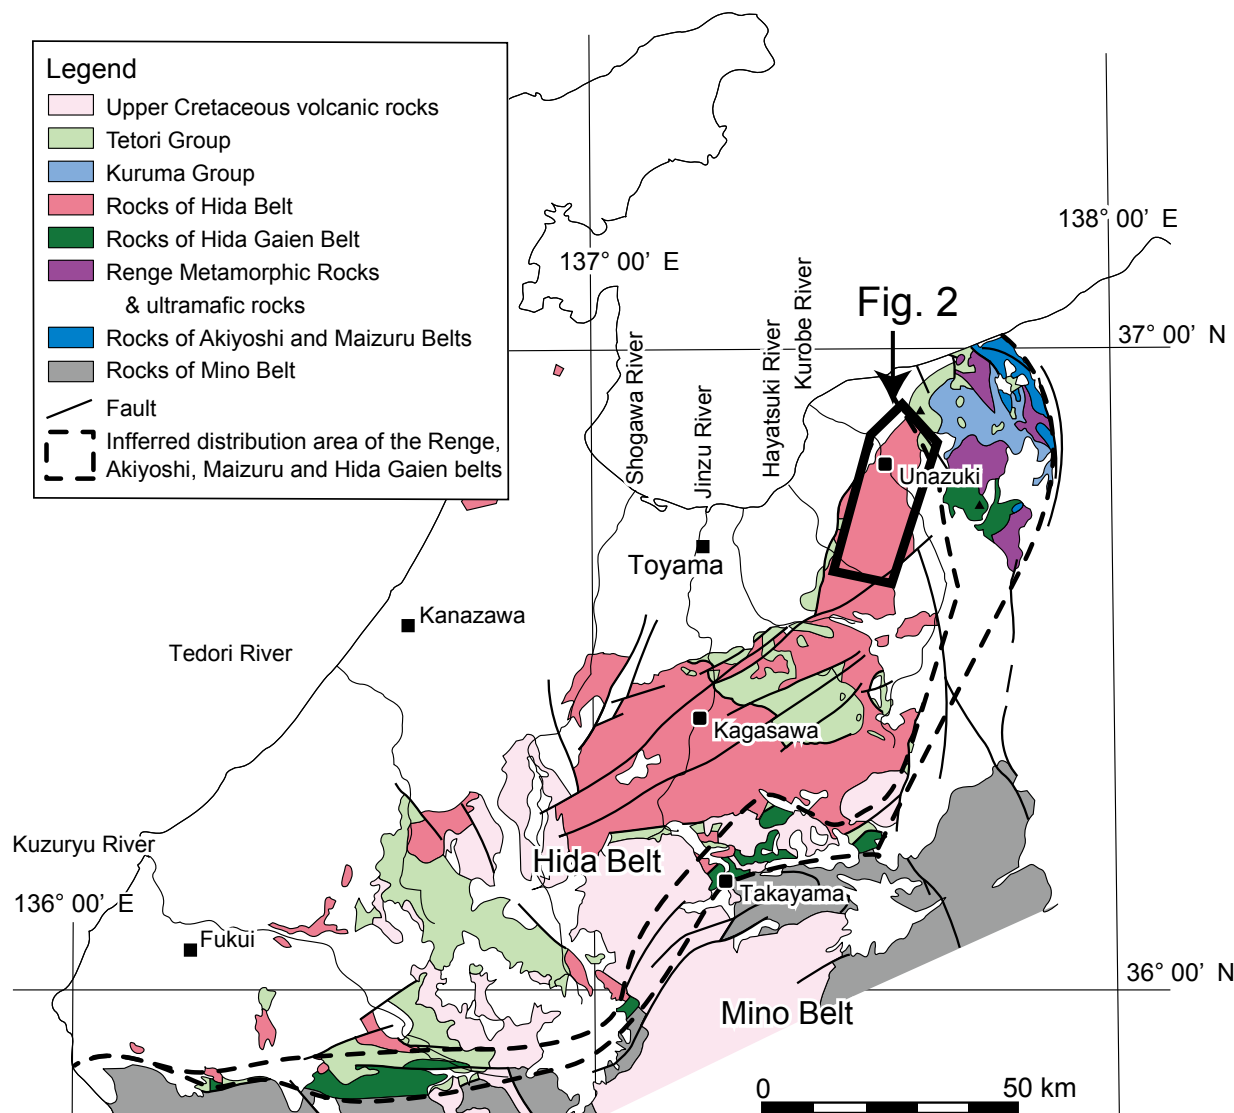 Legend
Upper Cretaceous volcanic rocks
Tetori Group
Kuruma Group
Rocks of Hida Belt
Rocks of Hida Gaien Belt
Renge Metamorphic Rocks
& ultramafic rocks
Rocks of Akiyoshi and Maizuru Belts
Rocks of Mino Belt
Fault
Infferred distribution area of the Renge,
Akiyoshi, Maizuru and Hida Gaien belts
138° 00’ E
137° 00’ E
Fig. 2
37° 00’ N
Shogawa River
Jinzu River
Hayatsuki River
Kurobe River
Unazuki
Toyama
Kanazawa
Tedori River
Kagasawa
Kuzuryu River
Hida Belt
Takayama
136° 00’ E
Fukui
36° 00’ N
Mino Belt
0 50 km